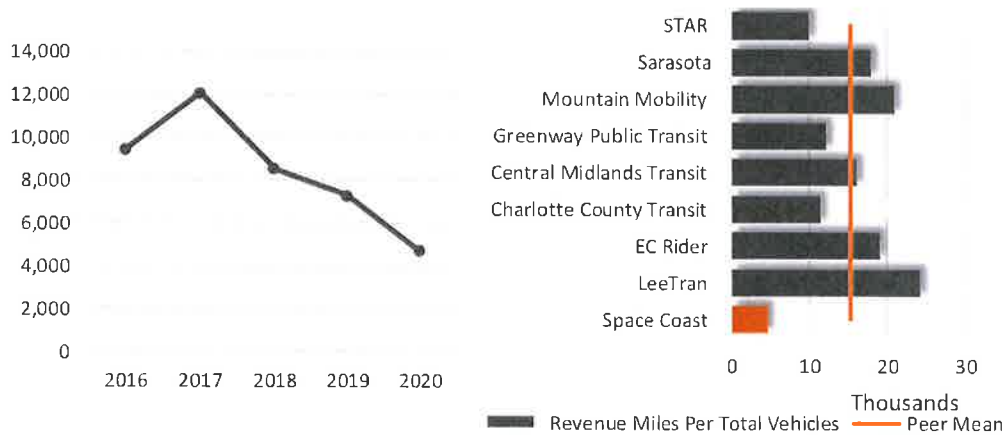 14,000
12,000
10,000
8,000
6,000
4,000
2,000
0
2016 2017 2018 2019 2020
STAR
Sarasota
Mountain Mobility
Greenway Public Transit
Central Midlands Transit
Charlotte County Transit
EC Rider
LeeTran
Space Coast
0 10 20 30
Thousands
Revenue Miles Per Total Vehicles Peer Mean